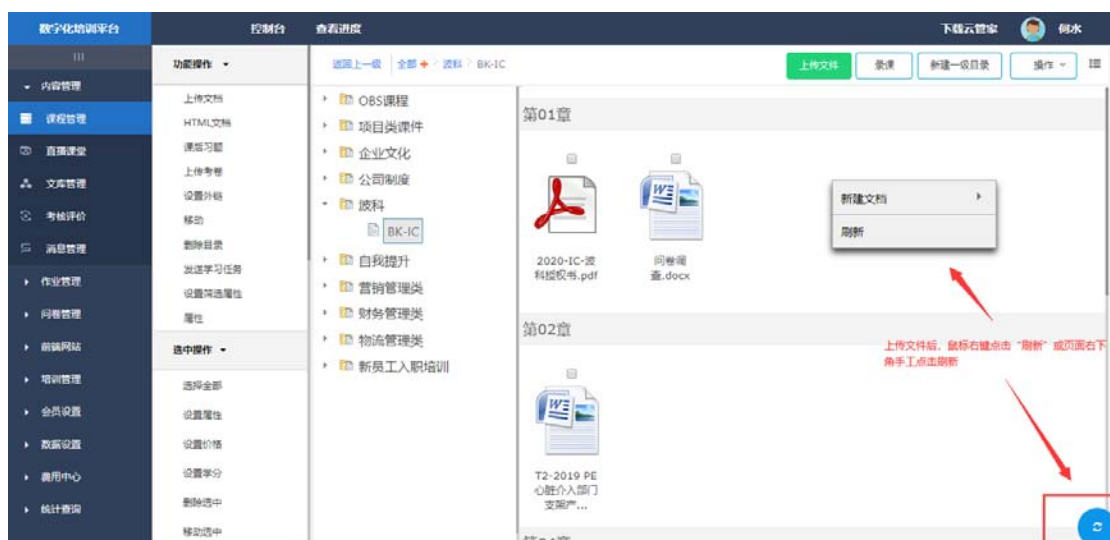 数字化培训平台
控制台
查看进度
下载云管家
何水
内容管理
课程管理
直播课堂
文库管理
考核评价
消息管理
作业管理
问卷管理
前端网站
培训管理
会员设置
数据设置
费用中心
统计查询
功能操作
上传文档
HTML文档
课后习题
上传考卷
设置外链
移动
删除目录
发送学习任务
设置筛选属性
属性
选中操作
选择全部
设置属性
设置价格
设置学分
删除选中
移动选中
返回上一级 全部 > 波科 > BK-IC
上传文件
录课
新建一级目录
操作
OBS课程
项目类课件
企业文化
公司制度
波科
BK-IC
自我提升
营销管理类
财务管理类
物流管理类
新员工入职培训
第01章
2020-IC-波
科授权书.pdf
问卷调
查.docx
新建文档
刷新
上传文件后，鼠标右键点击“刷新”或页面右下
角手工点击刷新
第02章
T2-2019 PE
心脏介入部门
支架产...